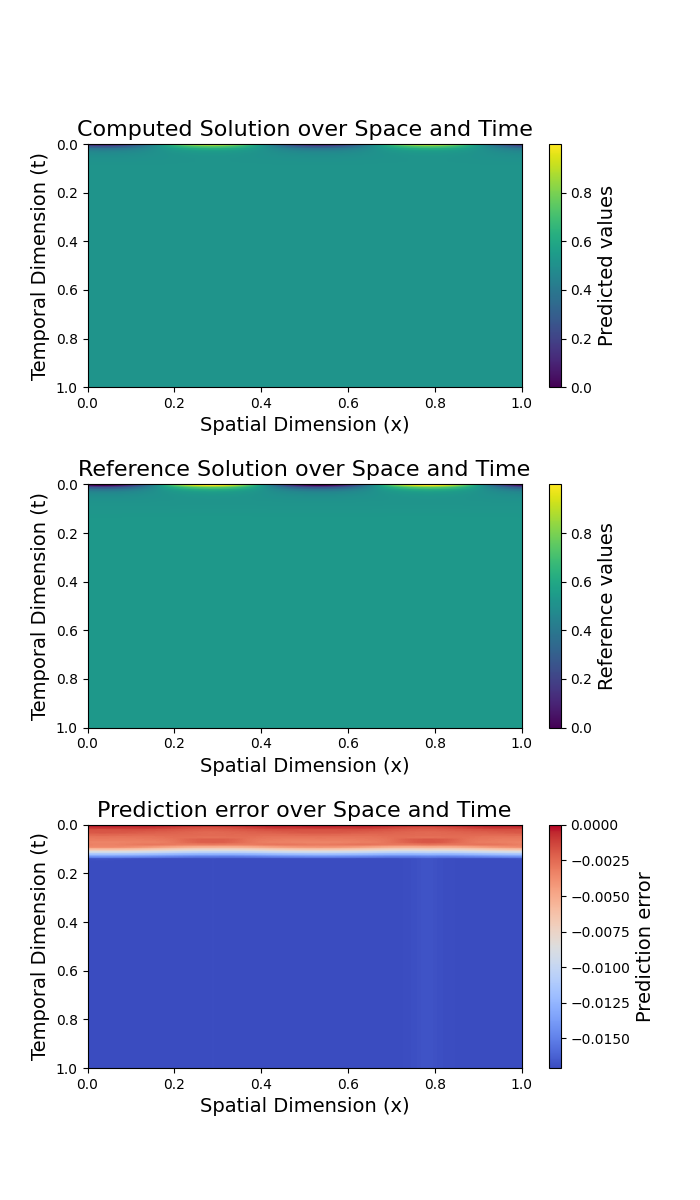 Computed Solution over Space and Time
Temporal Dimension (t)
0.0
0.2
0.4
0.6
0.8
1.0
0.0 0.2 0.4 0.6 0.8 1.0
Spatial Dimension (x)
0.8
0.6
0.4
0.2
0.0
Predicted values
Reference Solution over Space and Time
Temporal Dimension (t)
0.0
0.2
0.4
0.6
0.8
1.0
0.0 0.2 0.4 0.6 0.8 1.0
Spatial Dimension (x)
0.8
0.6
0.4
0.2
0.0
Reference values
Prediction error over Space and Time
Temporal Dimension (t)
0.0
0.2
0.4
0.6
0.8
1.0
0.0 0.2 0.4 0.6 0.8 1.0
Spatial Dimension (x)
0.0000
−0.0025
−0.0050
−0.0075
−0.0100
−0.0125
−0.0150
Prediction error